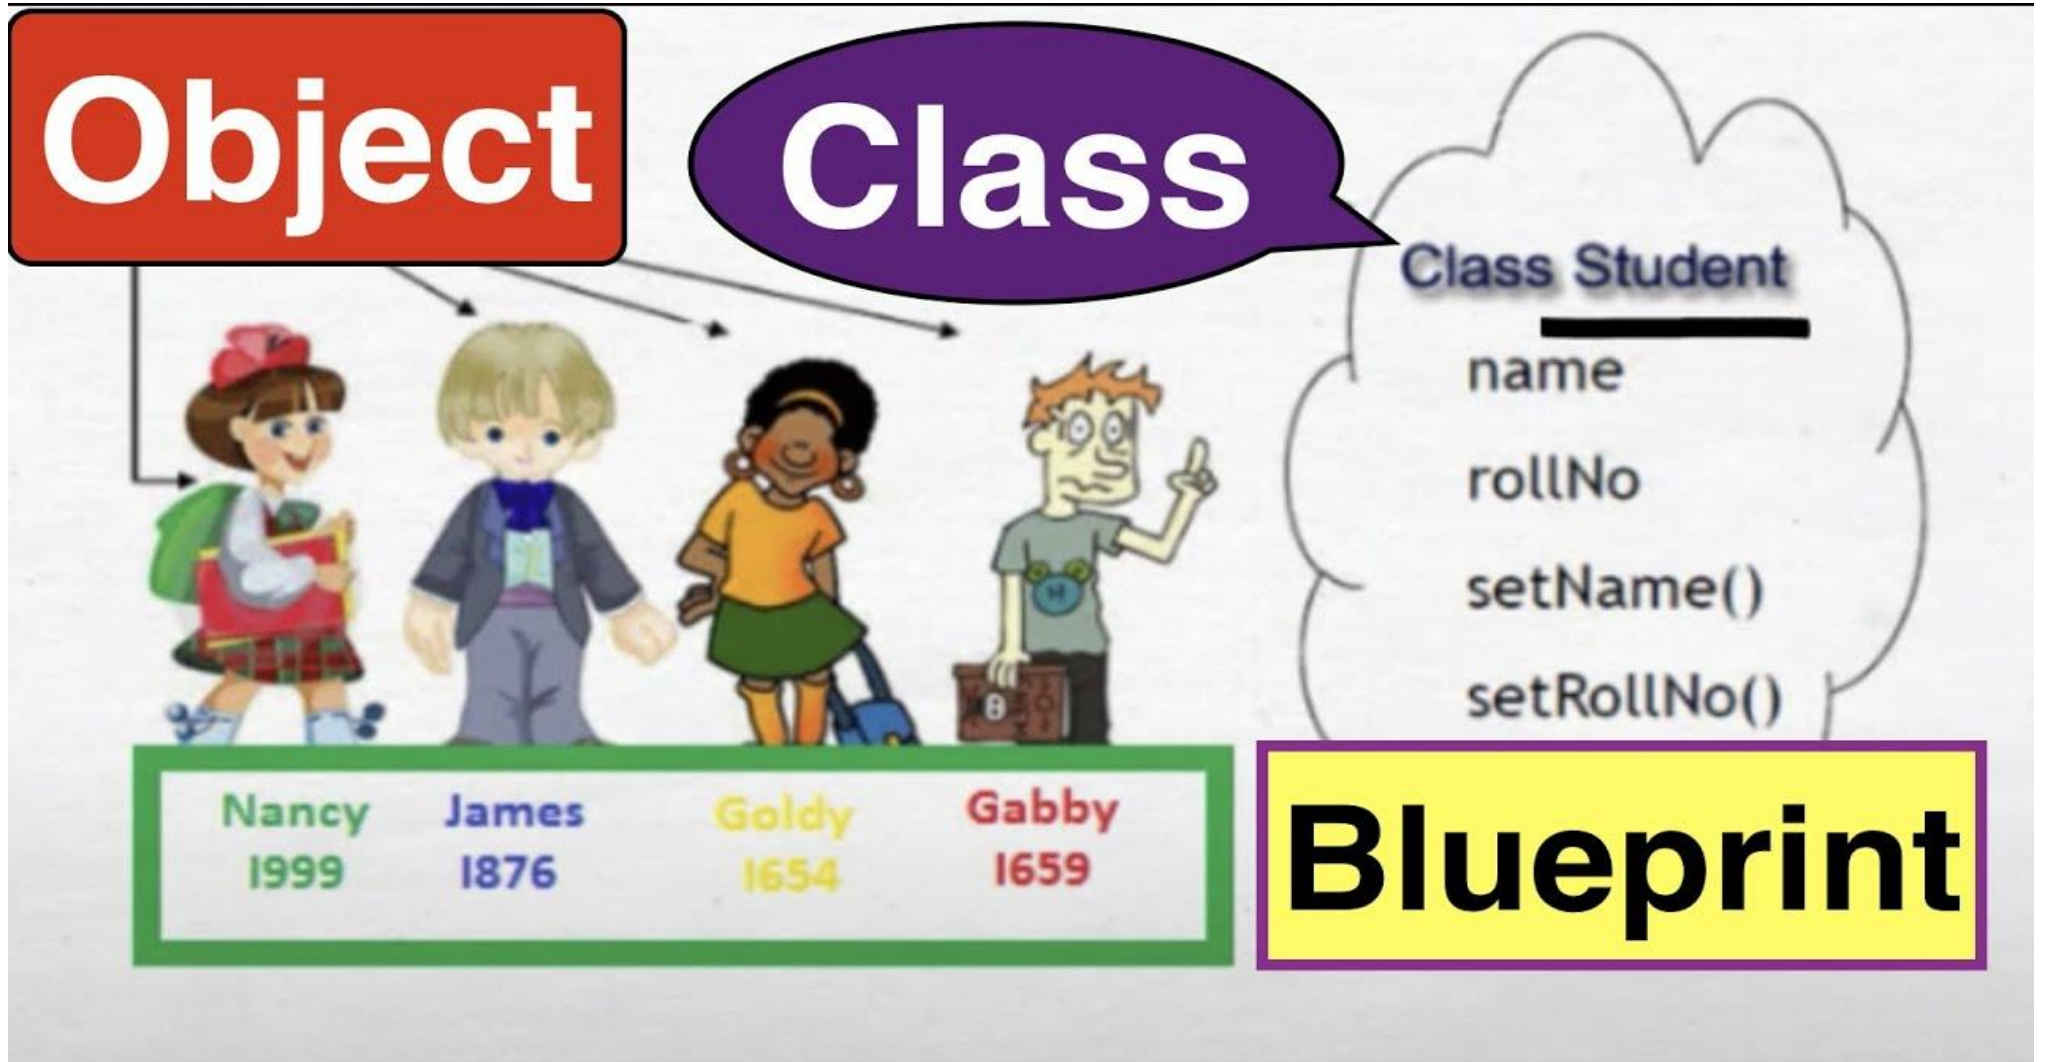 Object
Class
Class Student
name
rollNo
setName()
setRollNo()
Nancy James Goldy Gabby
1999 1876 1654 1659
Blueprint